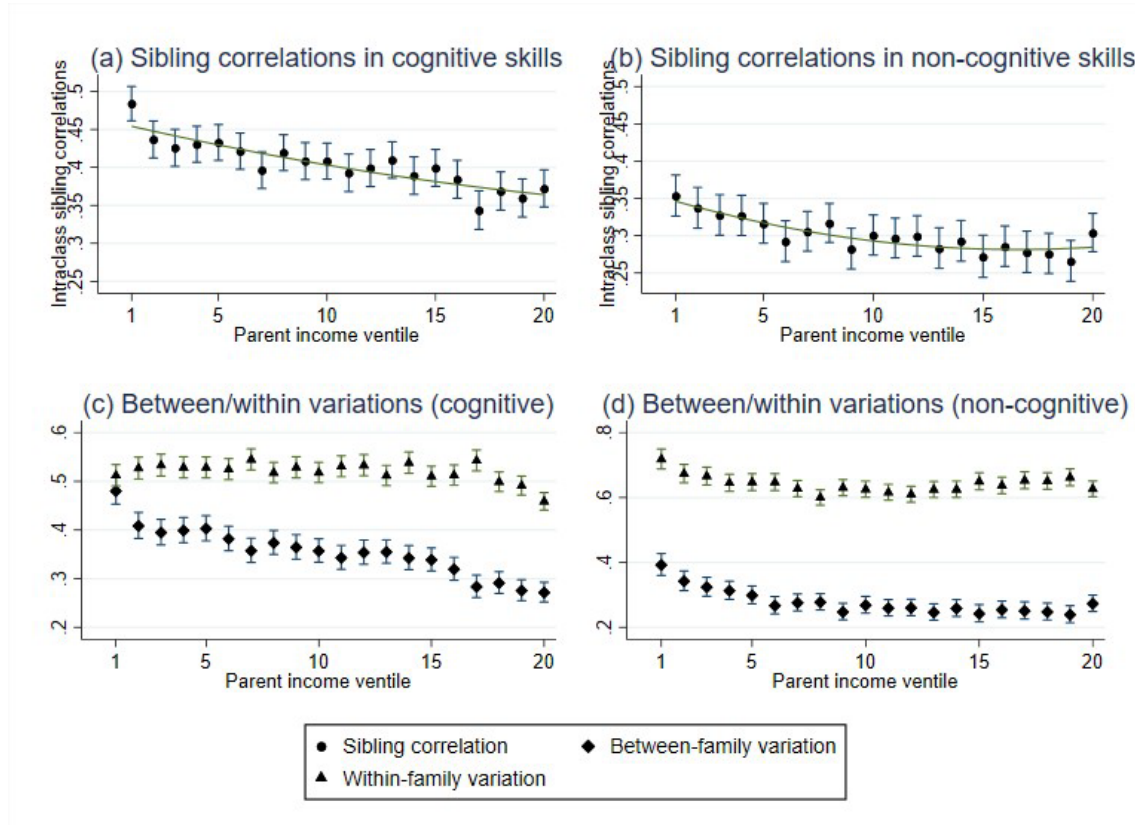 (a) Sibling correlations in cognitive skills
Intraclass sibling correlations
.5
.45
.4
.35
.3
.25
1 5 10 15 20
Parent income ventile
(b) Sibling correlations in non-cognitive skills
Intraclass sibling correlations
.5
.45
.4
.35
.3
.25
1 5 10 15 20
Parent income ventile
(c) Between/within variations (cognitive)
.6
.5
.4
.3
.2
1 5 10 15 20
Parent income ventile
(d) Between/within variations (non-cognitive)
.8
.6
.4
.2
1 5 10 15 20
Parent income ventile
Sibling correlation
Between-family variation
Within-family variation